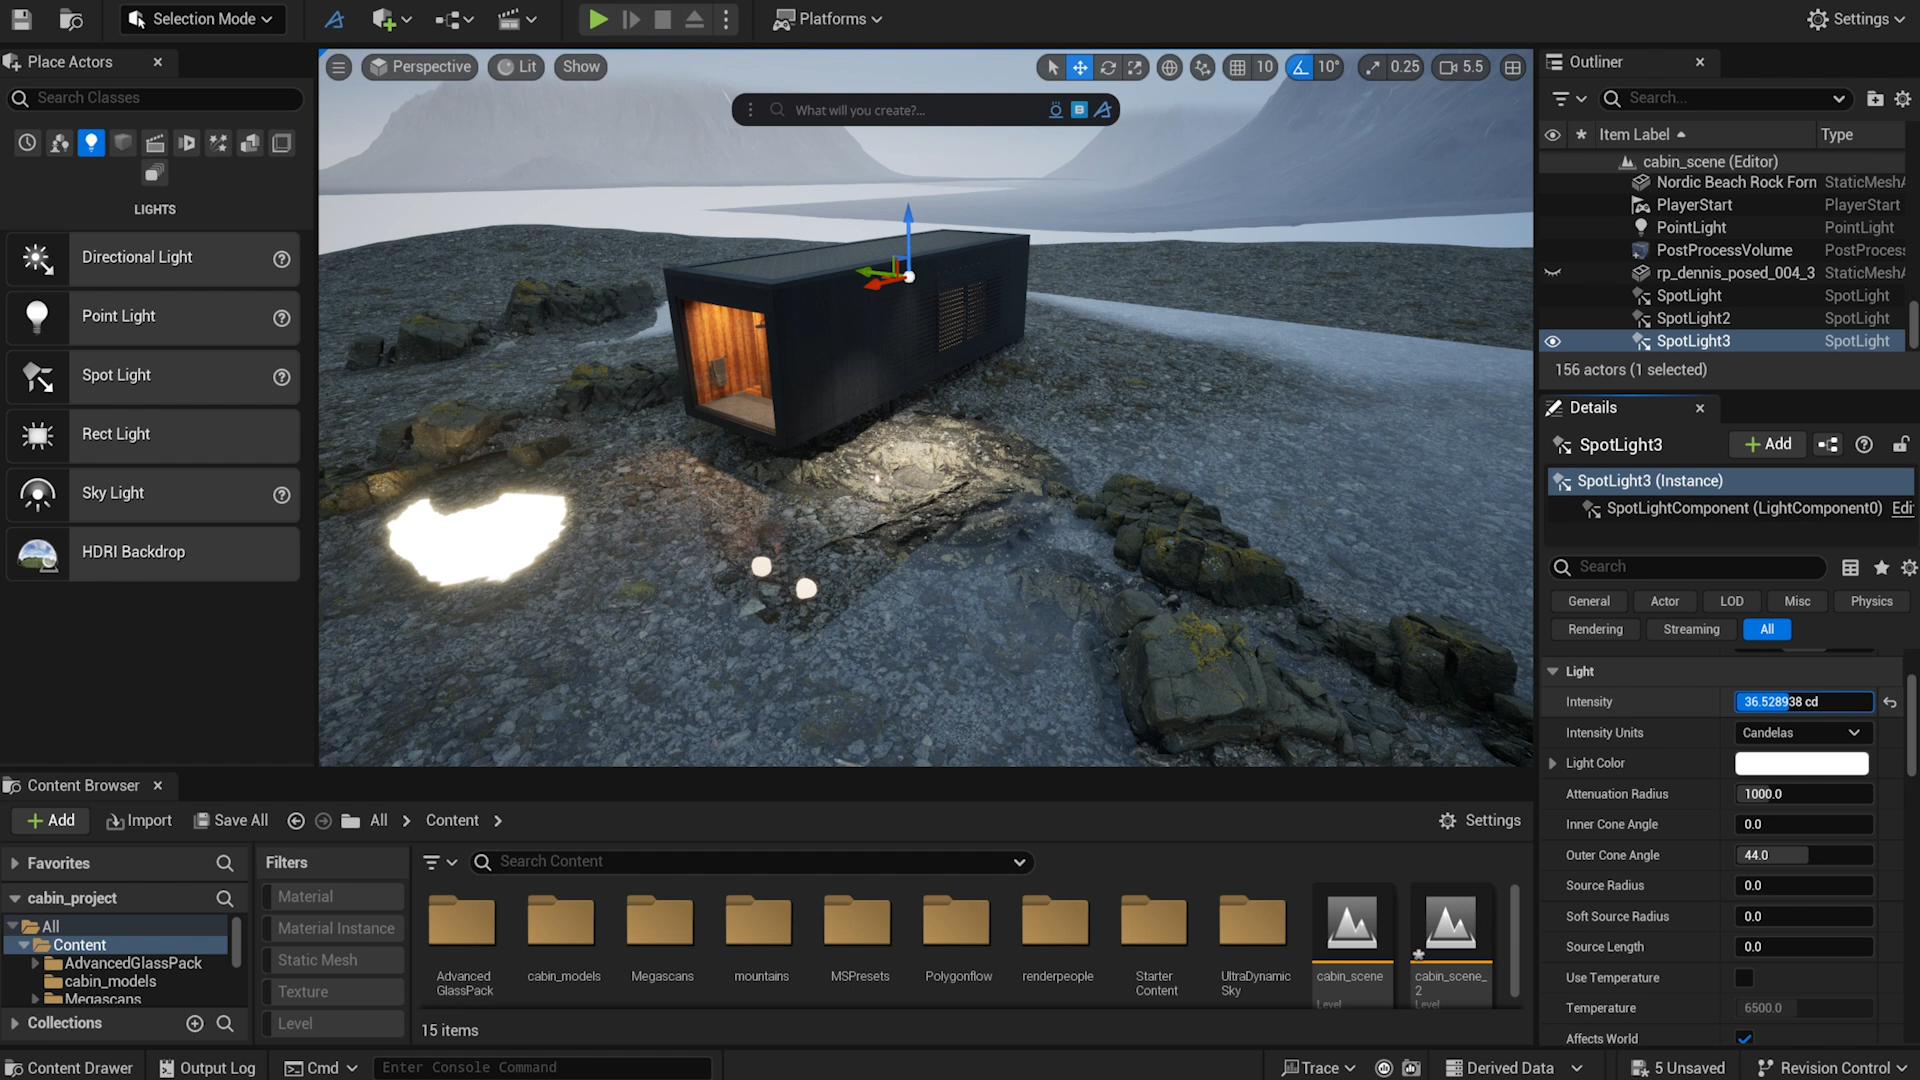 Selection Mode
Platforms
Settings
Place Actors
Search Classes
LIGHTS
Directional Light
Point Light
Spot Light
Rect Light
Sky Light
HDRI Backdrop
Perspective
Lit
Show
10
10°
0.25
5.5
What will you create?...
Outliner
Search...
Item Label
Type
cabin_scene (Editor)
Nordic Beach Rock Forn StaticMeshA
PlayerStart PlayerStart
PointLight PointLight
PostProcessVolume PostProcess
rp_dennis_posed_004_3 StaticMeshA
SpotLight SpotLight
SpotLight2 SpotLight
SpotLight3 SpotLight
156 actors (1 selected)
Details
SpotLight3
Add
SpotLight3 (Instance)
SpotLightComponent (LightComponent0) Edi
Search
General Actor LOD Misc Physics
Rendering Streaming All
Light
Intensity 36.528938 cd
Intensity Units Candelas
Light Color
Attenuation Radius 1000.0
Inner Cone Angle 0.0
Outer Cone Angle 44.0
Source Radius 0.0
Soft Source Radius 0.0
Source Length 0.0
Use Temperature
Temperature 6500.0
Affects World
Content Browser
Add
Import
Save All
All
Content
Settings
Favorites
cabin_project
All
Content
AdvancedGlassPack
cabin_models
Megascans
Collections
Filters
Material
Material Instance
Static Mesh
Texture
Level
Search Content
Advanced
GlassPack
cabin_models
Megascans
mountains
MSPresets
Polygonflow
renderpeople
Starter
Content
UltraDynamic
Sky
cabin_scene
Level
cabin_scene_
2
Level
15 items
Content Drawer
Output Log
Cmd
Enter Console Command
Trace
Derived Data
5 Unsaved
Revision Control